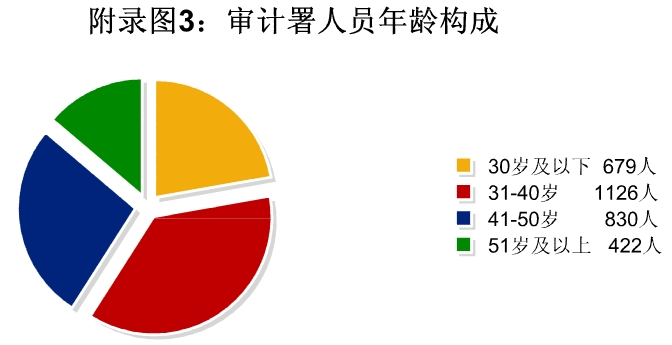 附录图3：审计署人员年龄构成
30岁及以下 679人
31-40岁 1126人
41-50岁 830人
51岁及以上 422人